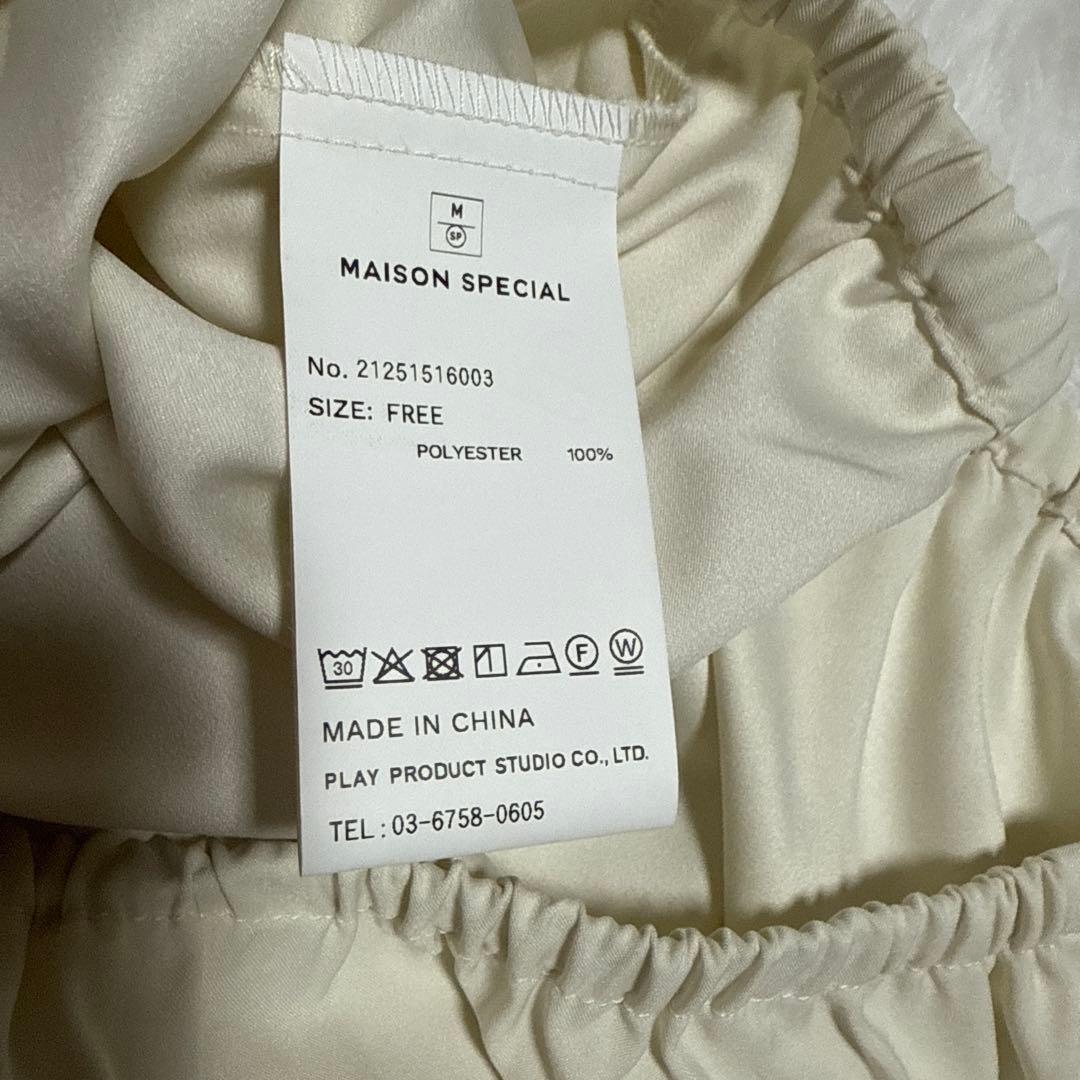 M
SP
MAISON SPECIAL
No. 21251516003
SIZE: FREE
POLYESTER 100%
30 F W
MADE IN CHINA
PLAY PRODUCT STUDIO CO., LTD.
TEL : 03-6758-0605